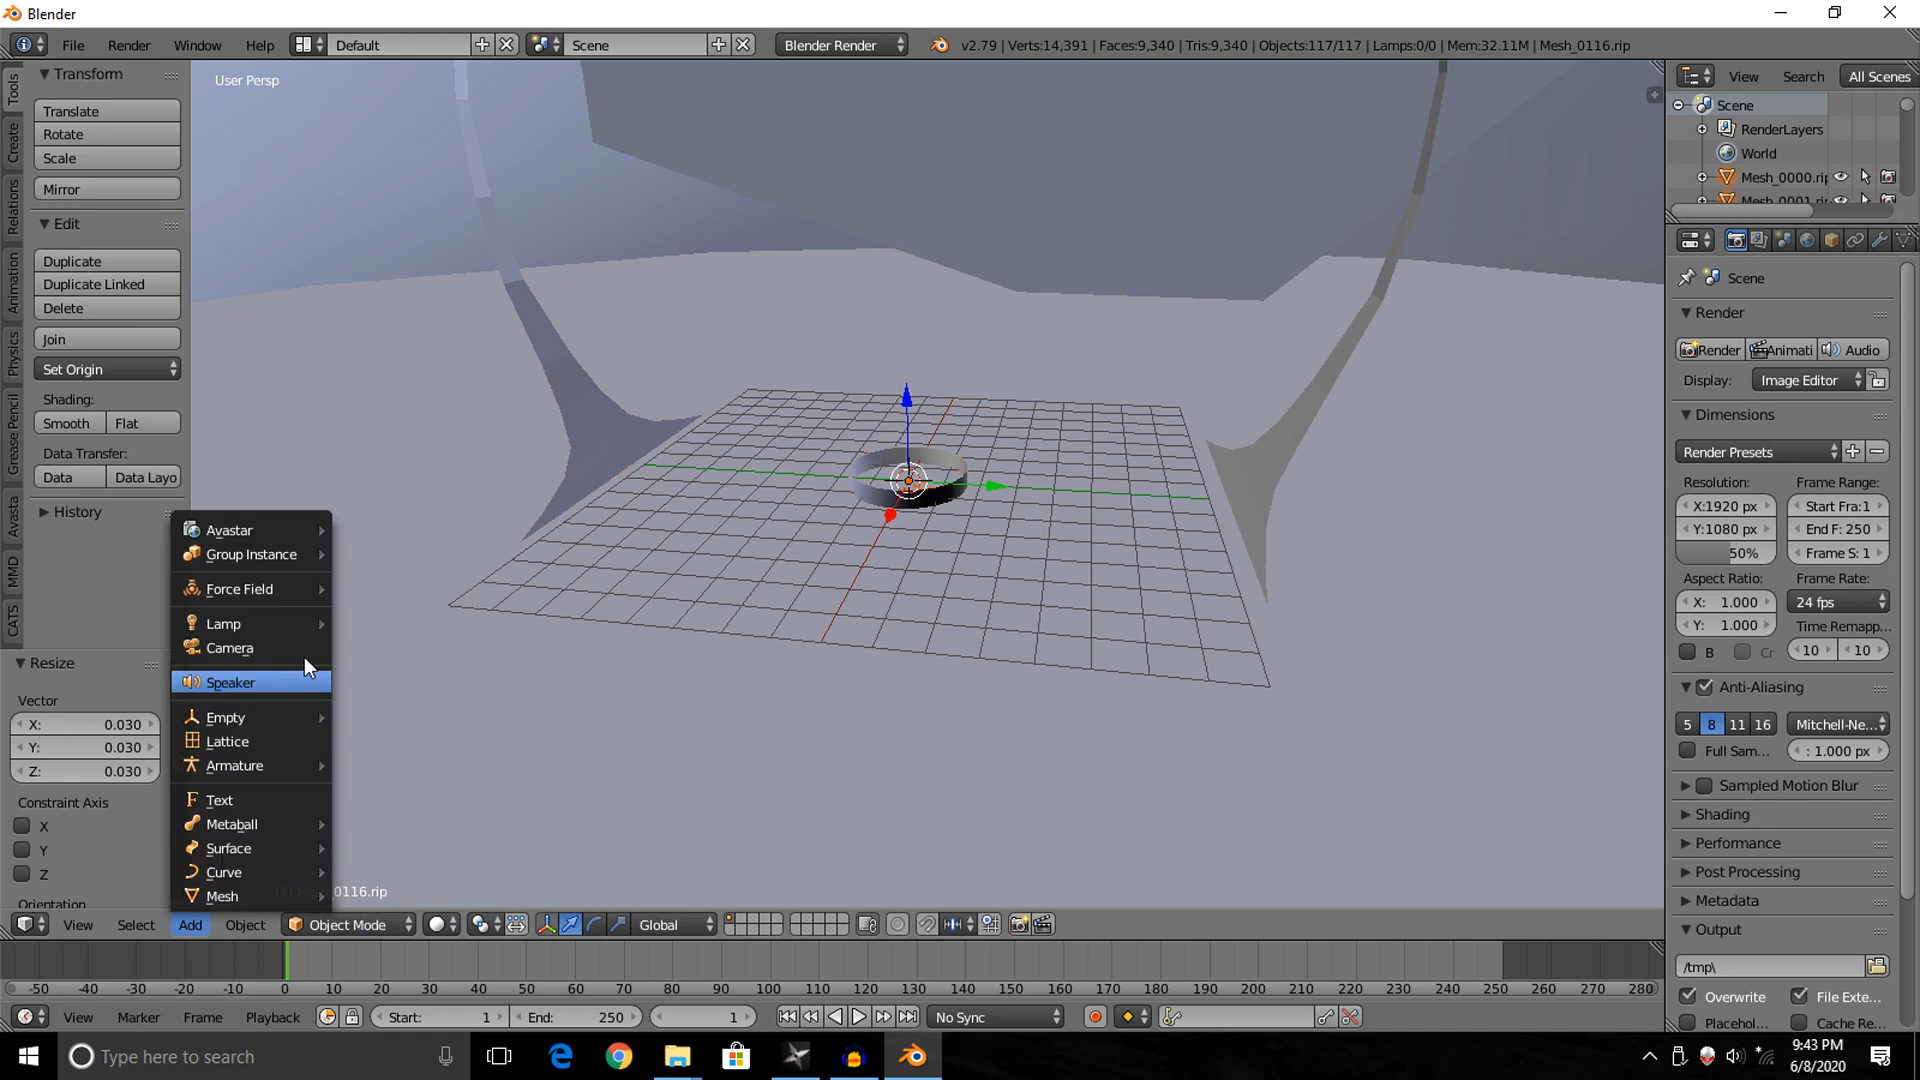 Blender
File Render Window Help Default Scene Blender Render v2.79 | Verts:14,391 | Faces:9,340 | Tris:9,340 | Objects:117/117 | Lamps:0/0 | Mem:32.11M | Mesh_0116.rip
Tools
Create
Relations
Animation
Physics
Grease Pencil
Avasta
MMD
CATS
Transform
Translate
Rotate
Scale
Mirror
Edit
Duplicate
Duplicate Linked
Delete
Join
Set Origin
Shading:
Smooth Flat
Data Transfer:
Data Data Layo
History
Resize
Vector
X: 0.030
Y: 0.030
Z: 0.030
Constraint Axis
X
Y
Z
Orientation
User Persp
Avastar
Group Instance
Force Field
Lamp
Camera
Speaker
Empty
Lattice
Armature
Text
Metaball
Surface
Curve
Mesh
0116.rip
View Select Add Object Object Mode Global
-50 -40 -30 -20 -10 0 10 20 30 40 50 60 70 80 90 100 110 120 130 140 150 160 170 180 190 200 210 220 230 240 250 260 270 280
View Marker Frame Playback Start: 1 End: 250 1 No Sync
View Search All Scenes
Scene
RenderLayers
World
Mesh_0000.rip
Mesh_0001.rip
Scene
Render
Render Animati Audio
Display: Image Editor
Dimensions
Render Presets
Resolution: Frame Range:
X:1920 px Start Fra:1
Y:1080 px End F: 250
50% Frame S: 1
Aspect Ratio: Frame Rate:
X: 1.000 24 fps
Y: 1.000 Time Remapp...
B Cr 10 10
Anti-Aliasing
5 8 11 16 Mitchell-Ne...
Full Sam... : 1.000 px
Sampled Motion Blur
Shading
Performance
Post Processing
Metadata
Output
/tmp\
Overwrite File Exte...
Placehol... Cache Re...
Type here to search
9:43 PM
6/8/2020